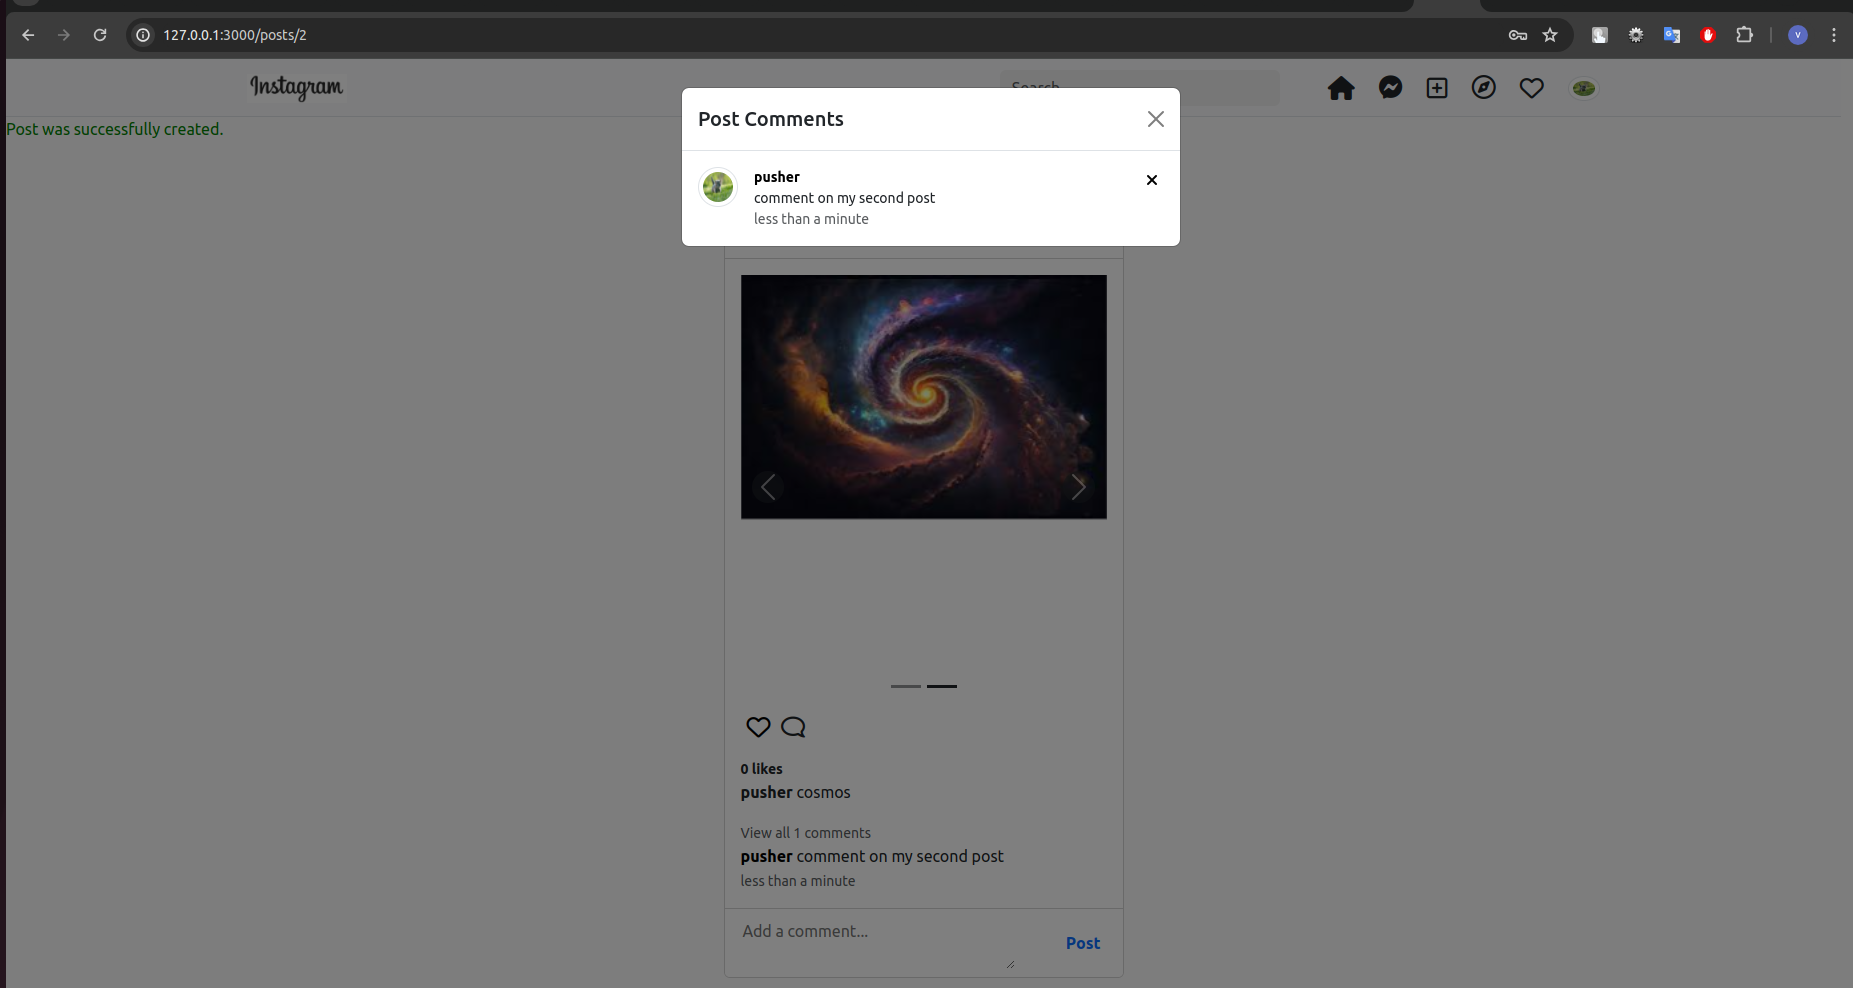 127.0.0.1:3000/posts/2
V
Instagram
Search
Post was successfully created.
Post Comments
pusher
comment on my second post
less than a minute
0 likes
pusher cosmos
View all 1 comments
pusher comment on my second post
less than a minute
Add a comment...
Post